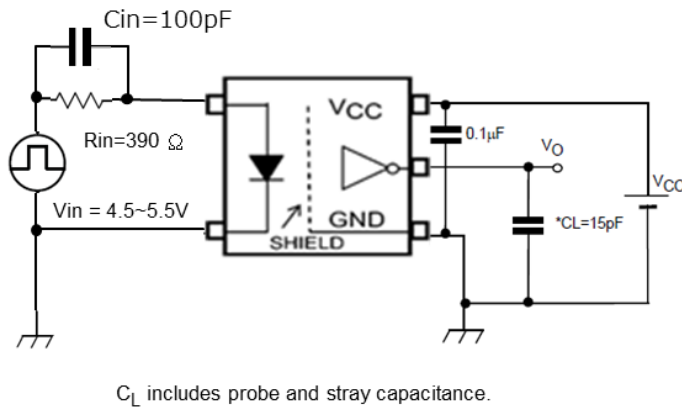 Cin=100pF
Rin=390 Ω
Vin = 4.5~5.5V
VCC
GND
SHIELD
0.1μF
VO
VCC
*CL=15pF
CL includes probe and stray capacitance.